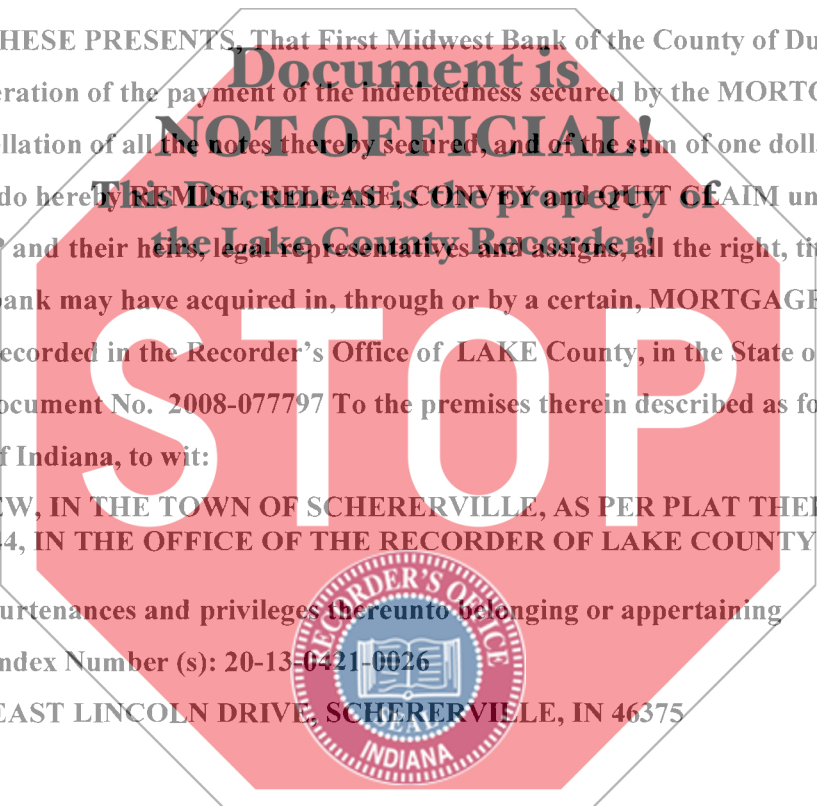 HESE PRESENTS, That First Midwest Bank of the County of Du
Document is
eration of the payment of the indebtedness secured by the MORTG
NOT OFFICIAL!
llation of all the notes thereby secured, and of the sum of one doll
This Document is the property of
do hereby REMISE, RELEASE, CONVEY and QUIT CLAIM un
the Lake County Recorder!
and their heirs, legal representatives and assigns, all the right, tit
ank may have acquired in, through or by a certain, MORTGAGE
ecorded in the Recorder's Office of LAKE County, in the State o
STOP
ocument No. 2008-077797 To the premises therein described as fo
f Indiana, to wit:
EW, IN THE TOWN OF SCHERERVILLE, AS PER PLAT THE
4, IN THE OFFICE OF THE RECORDER OF LAKE COUNTY
RECORDER'S OFFICE
urtenances and privileges thereunto belonging or appertaining
ndex Number (s): 20-13-0421-0026
EAST LINCOLN DRIVE, SCHERERVILLE, IN 46375
SEAL
INDIANA